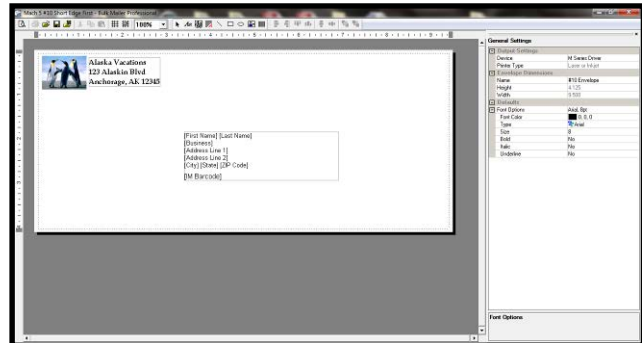 Mach 5 #10 Short Edge First - Bulk Mailer Professional
100%
General Settings
Output Settings
Device M Series Driver
Printer Type Laser or Inkjet
Envelope Dimensions
Name #10 Envelope
Height 4.125
Width 9.500
Defaults
Font Options Arial, 8pt
Font Color 0, 0, 0
Type Arial
Size 8
Bold No
Italic No
Underline No
Alaska Vacations
123 Alaskin Blvd
Anchorage, AK 12345
[First Name] [Last Name]
[Business]
[Address Line 1]
[Address Line 2]
[City] [State] [ZIP Code]
[IM Barcode]
Font Options